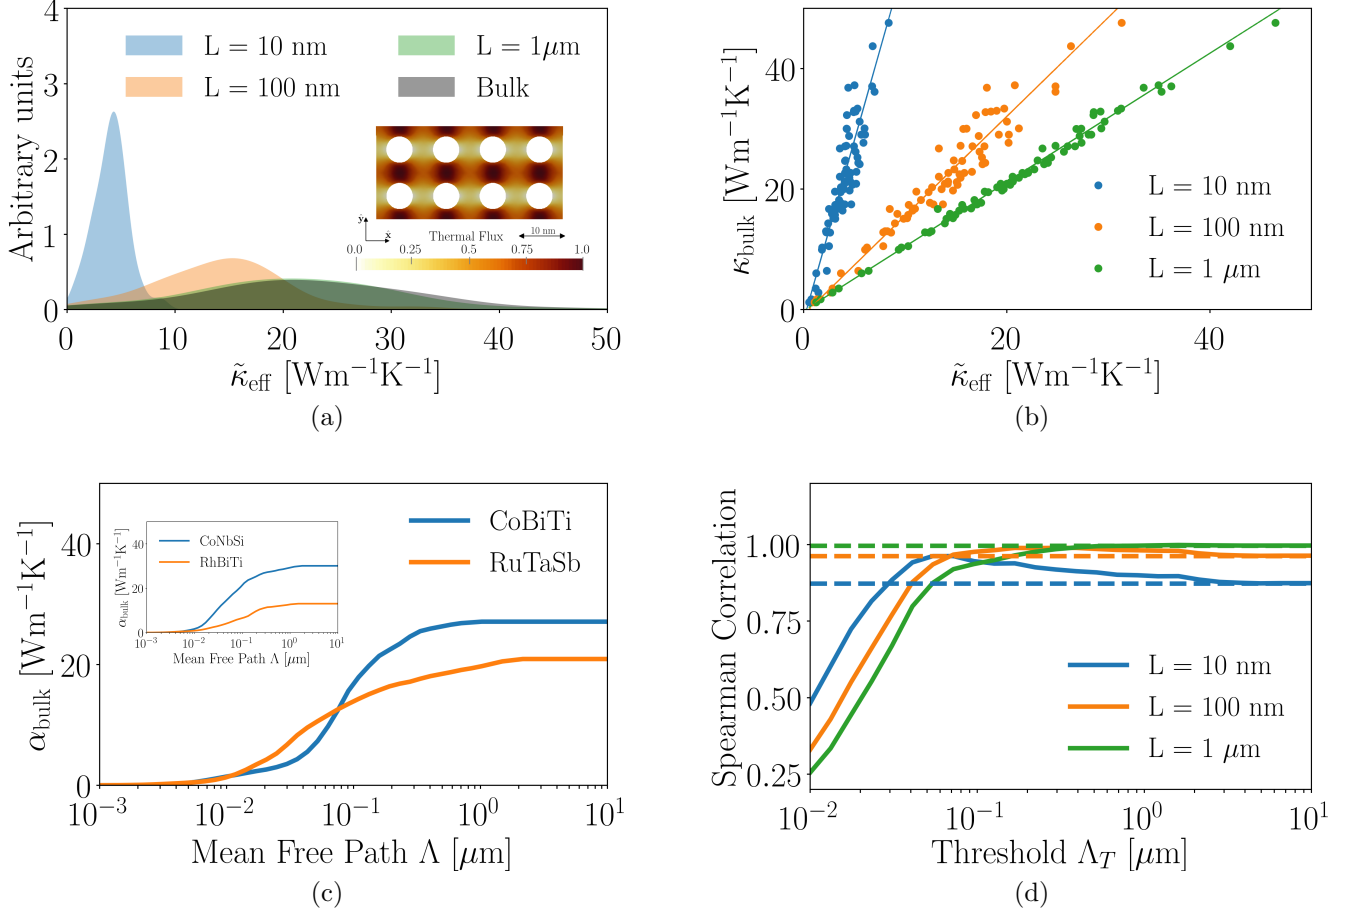 4
3
2
1
0
Arbitrary units
L = 10 nm
L = 100 nm
L = 1μm
Bulk
ŷ
x̂
Thermal Flux
10 nm
0.0
0.25
0.5
0.75
1.0
0
10
20
30
40
50
κ̃eff [Wm⁻¹K⁻¹]
(a)
40
20
0
κbulk [Wm⁻¹K⁻¹]
L = 10 nm
L = 100 nm
L = 1 μm
0
20
40
κ̃eff [Wm⁻¹K⁻¹]
(b)
40
20
0
αbulk [Wm⁻¹K⁻¹]
CoBiTi
RuTaSb
αbulk [Wm⁻¹K⁻¹]
40
20
0
CoNbSi
RhBiTi
10⁻³
10⁻²
10⁻¹
10⁰
10¹
Mean Free Path Λ [μm]
10⁻³
10⁻²
10⁻¹
10⁰
10¹
Mean Free Path Λ [μm]
(c)
1.00
0.75
0.50
0.25
Spearman Correlation
L = 10 nm
L = 100 nm
L = 1 μm
10⁻²
10⁻¹
10⁰
10¹
Threshold ΛT [μm]
(d)